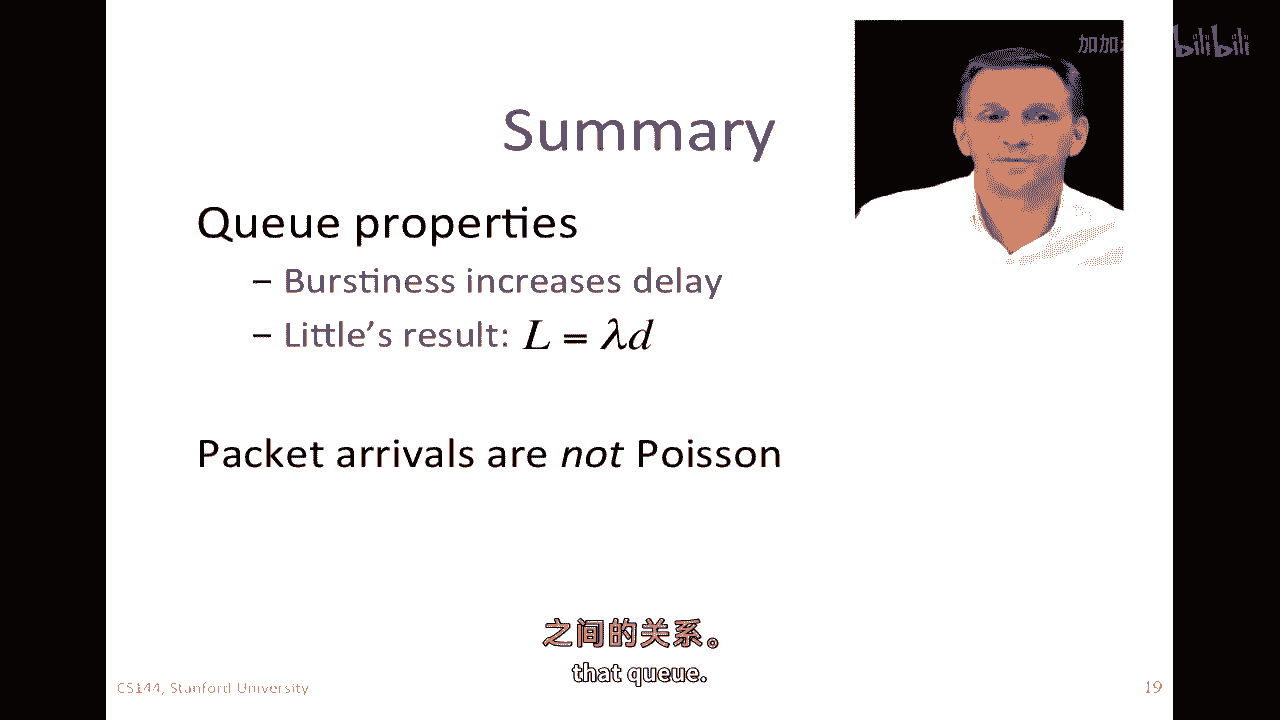 加加
bilibili
Summary
Queue properties
– Burstiness increases delay
– Little's result: L = λd
Packet arrivals are not Poisson
之间的关系。
that queue.
CS144, Stanford University
19